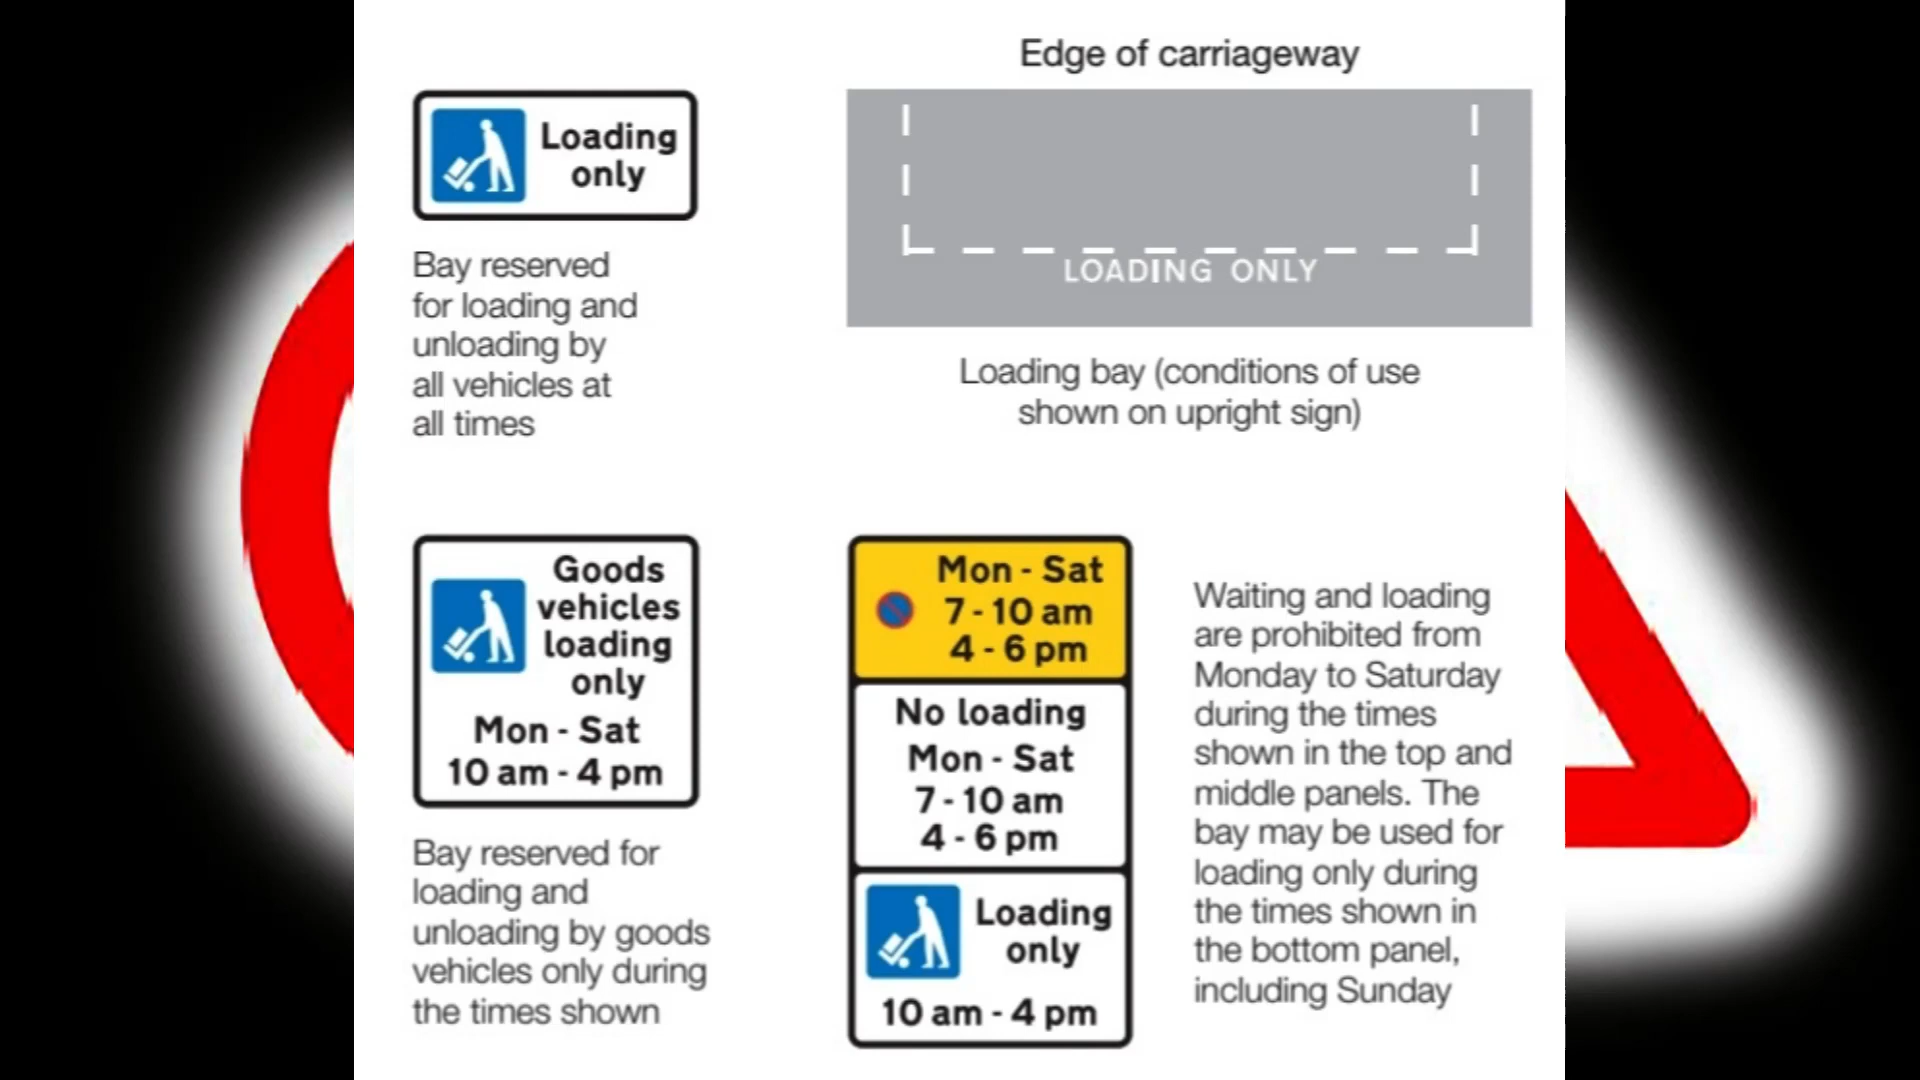 Loading
only
Bay reserved
for loading and
unloading by
all vehicles at
all times
Edge of carriageway
LOADING ONLY
Loading bay (conditions of use
shown on upright sign)
Goods
vehicles
loading
only
Mon - Sat
10 am - 4 pm
Bay reserved for
loading and
unloading by goods
vehicles only during
the times shown
Mon - Sat
7 - 10 am
4 - 6 pm
No loading
Mon - Sat
7 - 10 am
4 - 6 pm
Loading
only
10 am - 4 pm
Waiting and loading
are prohibited from
Monday to Saturday
during the times
shown in the top and
middle panels. The
bay may be used for
loading only during
the times shown in
the bottom panel,
including Sunday